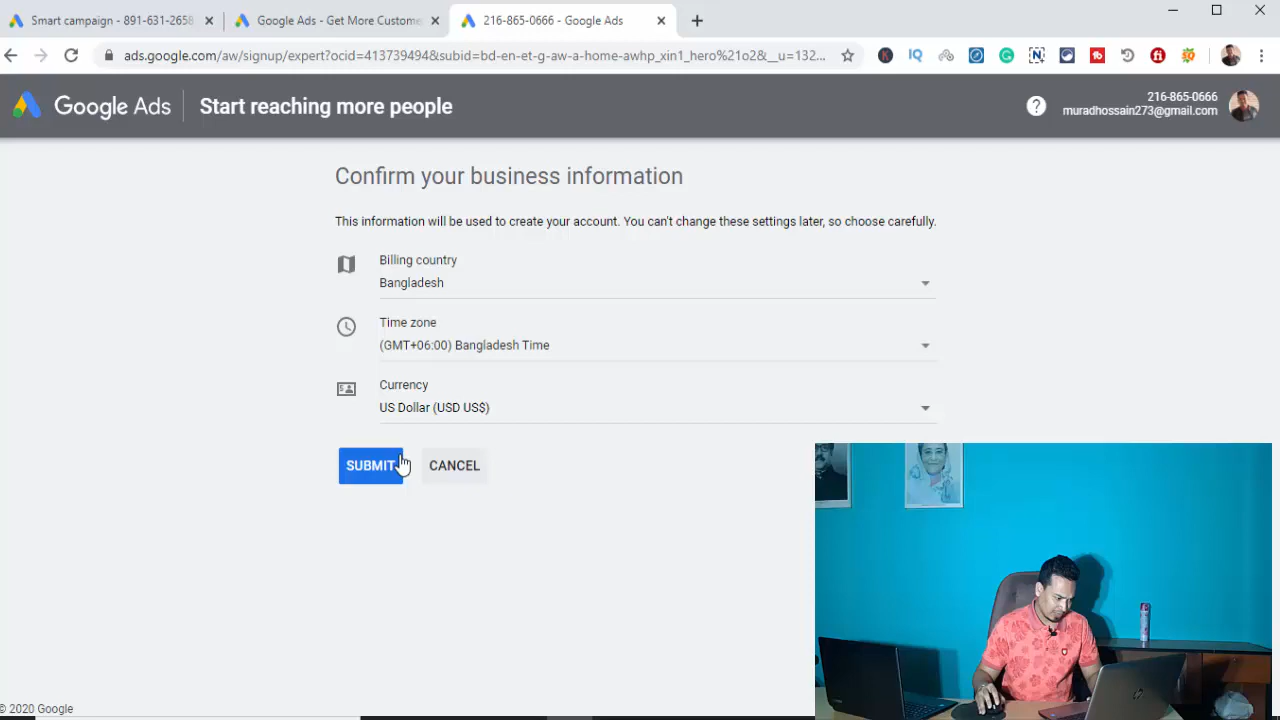 Smart campaign - 891-631-2658
Google Ads - Get More Custome
216-865-0666 - Google Ads
ads.google.com/aw/signup/expert?ocid=413739494&subid=bd-en-et-g-aw-a-home-awhp_xin1_hero%21o2&__u=132...
Google Ads
Start reaching more people
216-865-0666
muradhossain273@gmail.com
Confirm your business information
This information will be used to create your account. You can't change these settings later, so choose carefully.
Billing country
Bangladesh
Time zone
(GMT+06:00) Bangladesh Time
Currency
US Dollar (USD US$)
SUBMIT
CANCEL
© 2020 Google